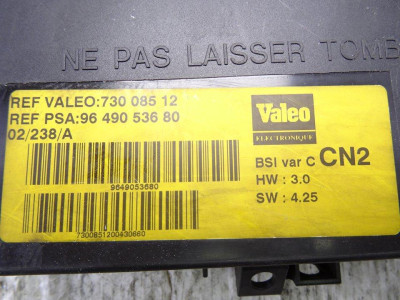 NE PAS LAISSER TOMB
REF VALEO:730 085 12
REF PSA:96 490 536 80
02/238/A
9649053680
7300851200430660
Valeo
ELECTRONIQUE
BSI var C CN2
HW : 3.0
SW : 4.25